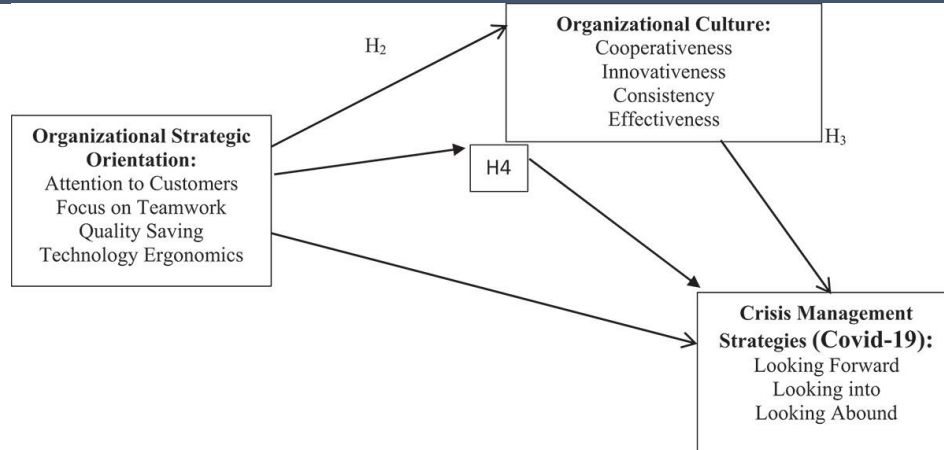 H₂
Organizational Culture:
Cooperativeness
Innovativeness
Consistency
Effectiveness
H₃
Organizational Strategic
Orientation:
Attention to Customers
Focus on Teamwork
Quality Saving
Technology Ergonomics
H4
Crisis Management
Strategies (Covid-19):
Looking Forward
Looking into
Looking Abound